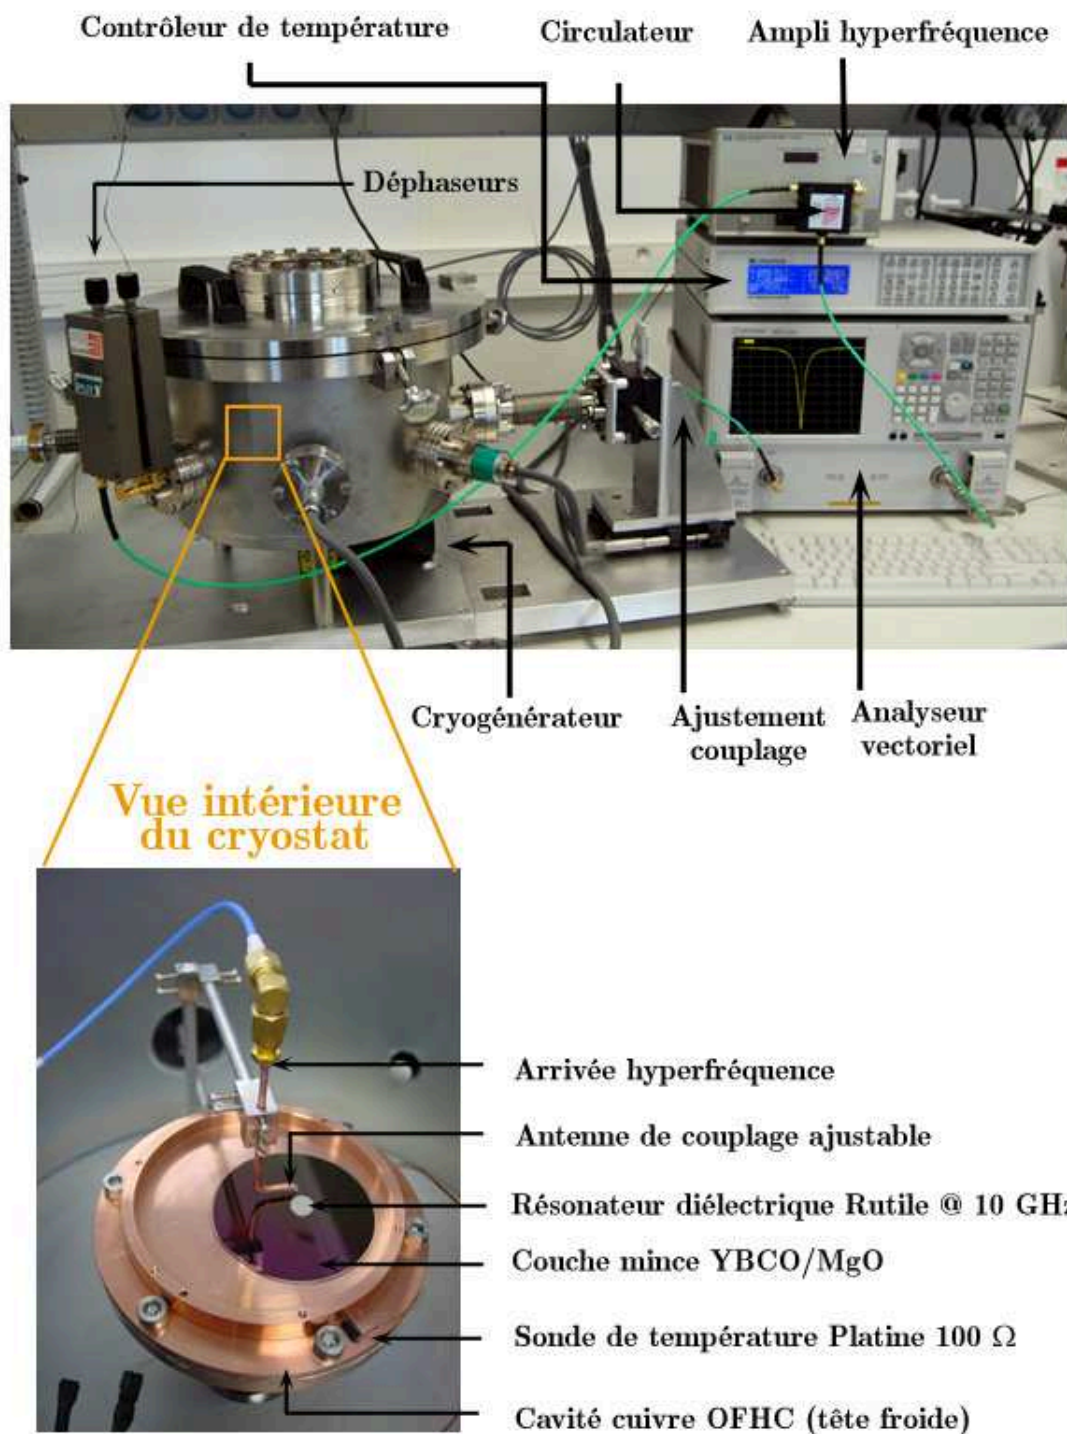 Contrôleur de température
Circulateur
Ampli hyperfréquence
Déphaseurs
Cryogénérateur
Ajustement
couplage
Analyseur
vectoriel
Vue intérieure
du cryostat
Arrivée hyperfréquence
Antenne de couplage ajustable
Résonateur diélectrique Rutile @ 10 GHz
Couche mince YBCO/MgO
Sonde de température Platine 100 Ω
Cavité cuivre OFHC (tête froide)